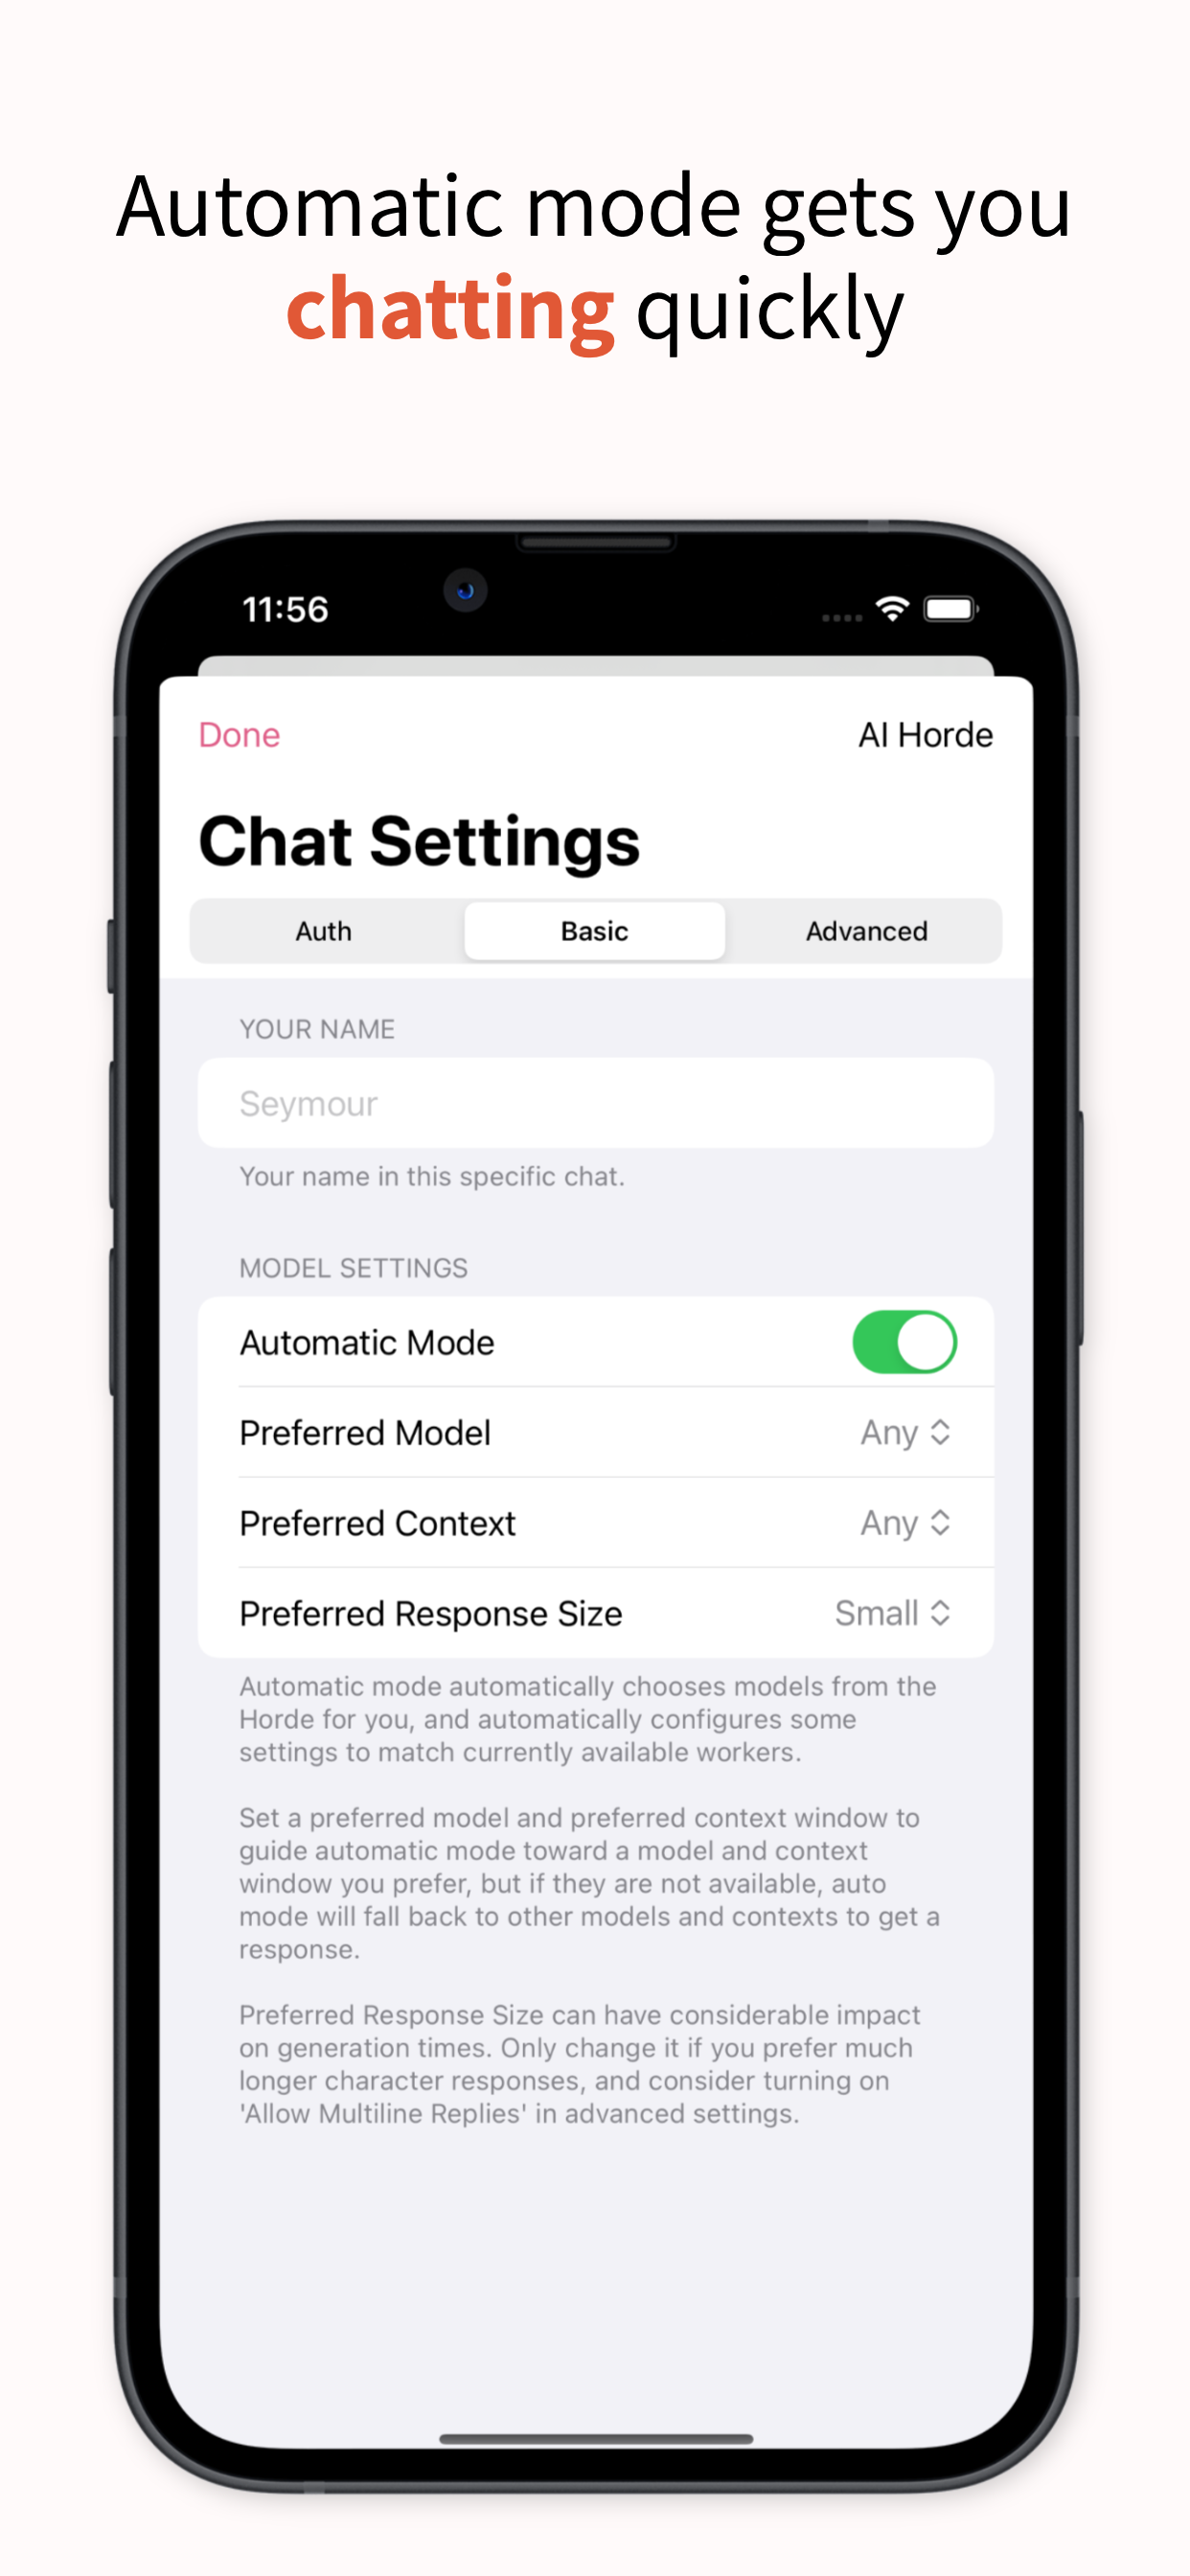 Automatic mode gets you
chatting quickly
11:56
Done
AI Horde
Chat Settings
Auth
Basic
Advanced
YOUR NAME
Seymour
Your name in this specific chat.
MODEL SETTINGS
Automatic Mode
Preferred Model
Any
Preferred Context
Any
Preferred Response Size
Small
Automatic mode automatically chooses models from the
Horde for you, and automatically configures some
settings to match currently available workers.
Set a preferred model and preferred context window to
guide automatic mode toward a model and context
window you prefer, but if they are not available, auto
mode will fall back to other models and contexts to get a
response.
Preferred Response Size can have considerable impact
on generation times. Only change it if you prefer much
longer character responses, and consider turning on
'Allow Multiline Replies' in advanced settings.